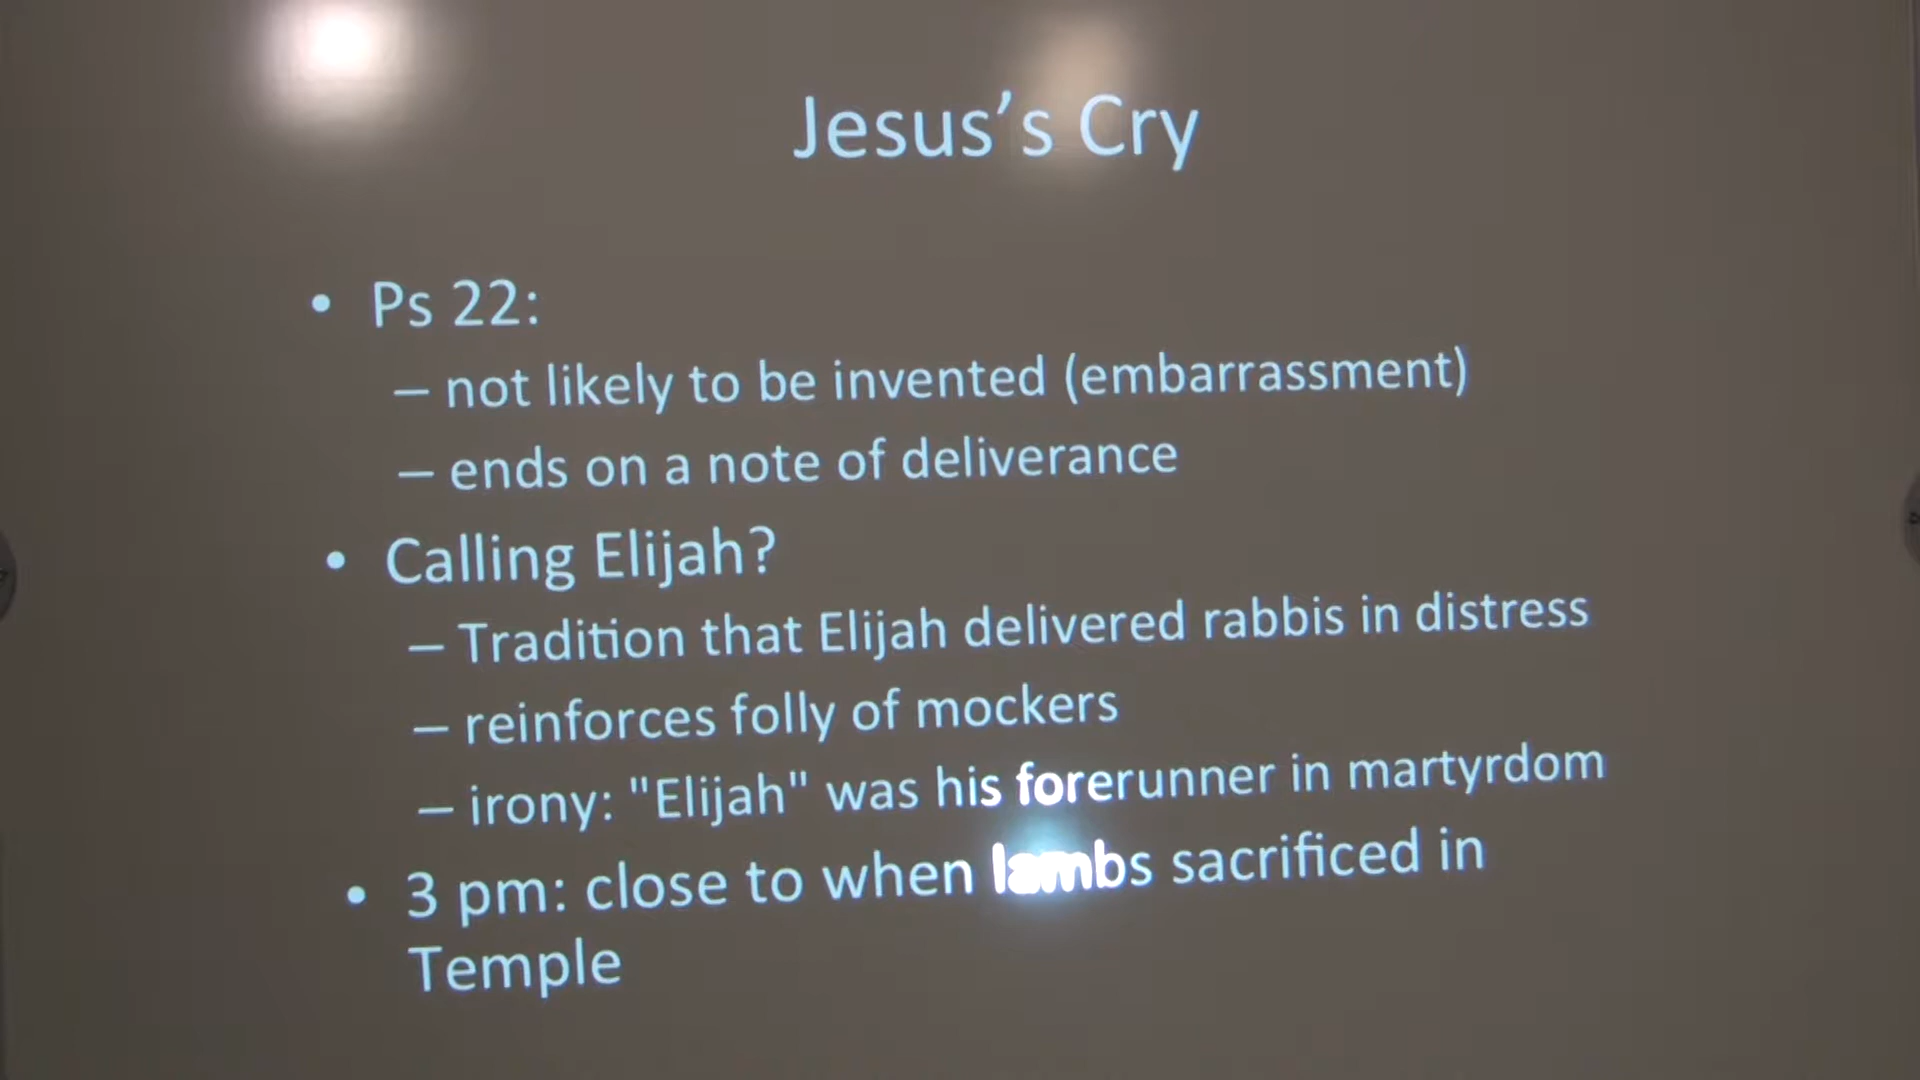 Jesus’s Cry
• Ps 22:
– not likely to be invented (embarrassment)
– ends on a note of deliverance
• Calling Elijah?
– Tradition that Elijah delivered rabbis in distress
– reinforces folly of mockers
– irony: "Elijah" was his forerunner in martyrdom
• 3 pm: close to when lambs sacrificed in
Temple